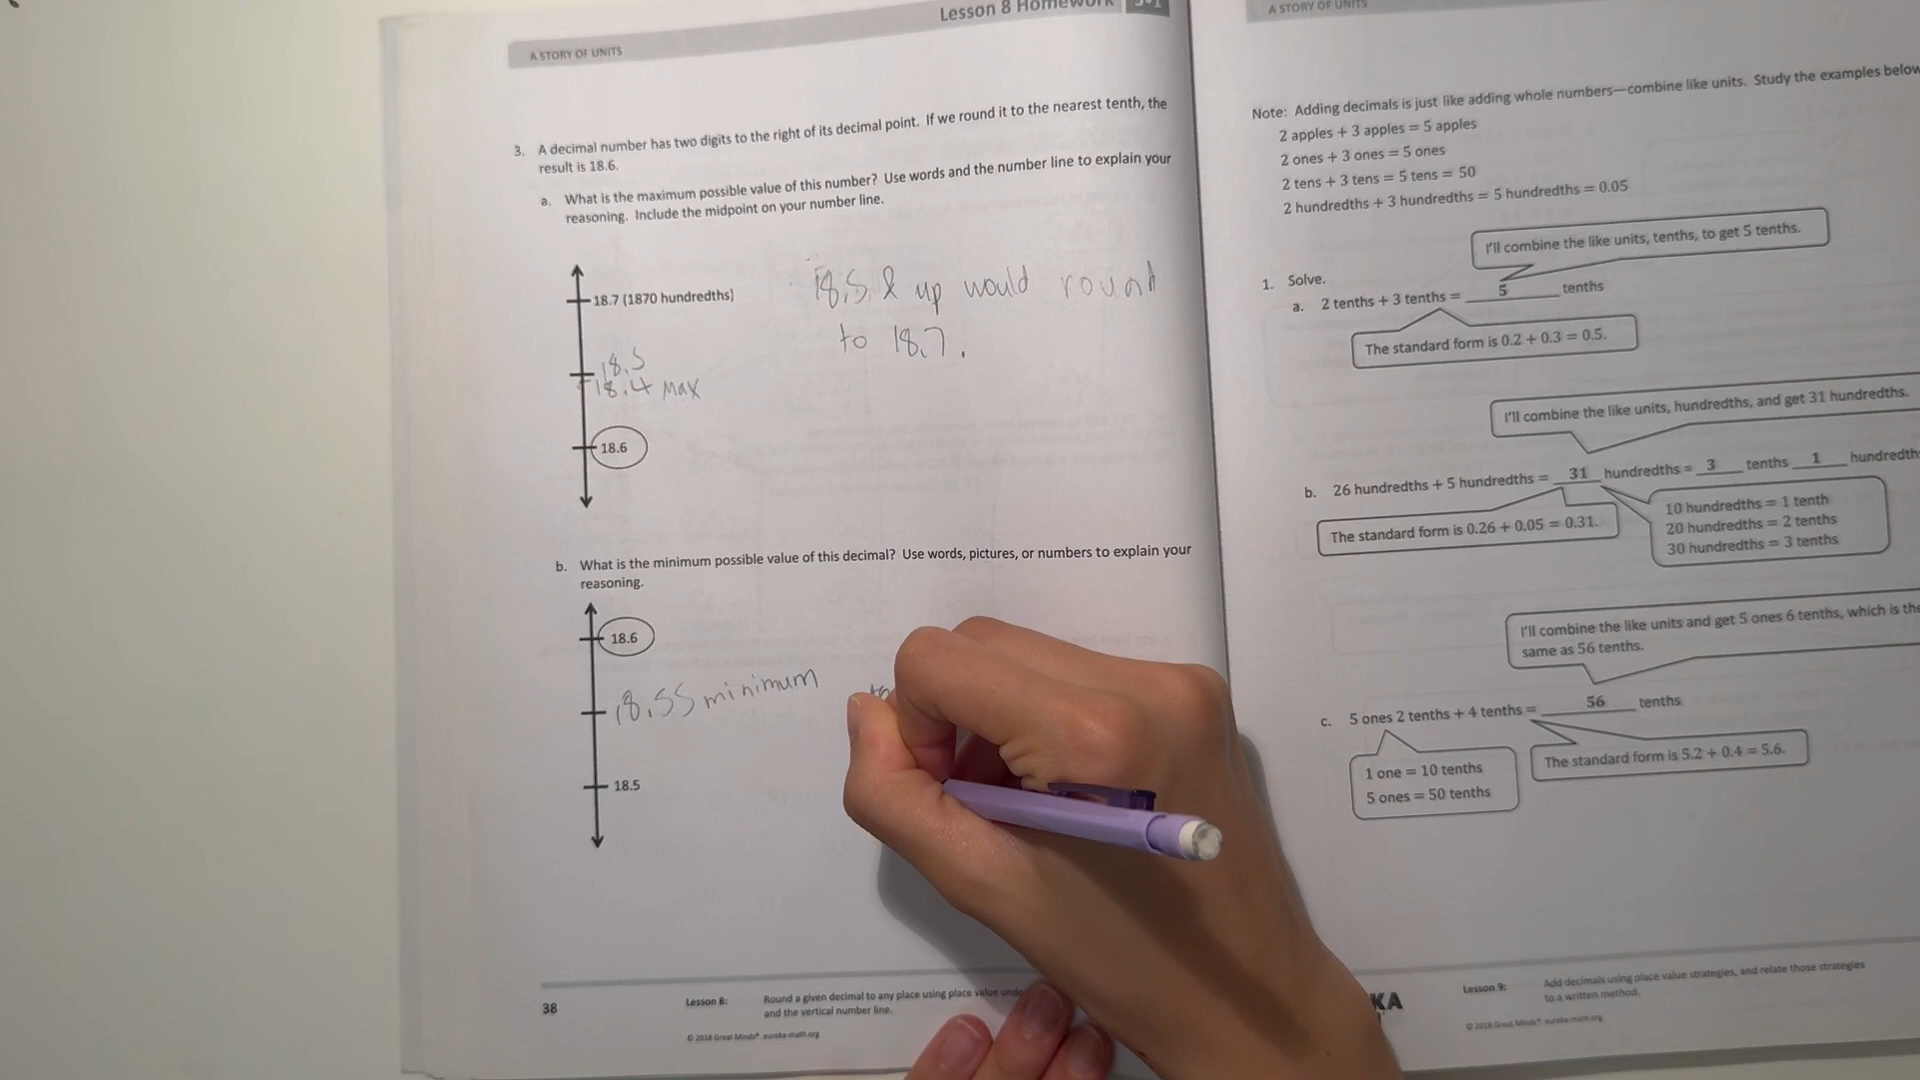 Lesson 8 Homework
A STORY OF UNITS
3. A decimal number has two digits to the right of its decimal point. If we round it to the nearest tenth, the
result is 18.6.
a. What is the maximum possible value of this number? Use words and the number line to explain your
reasoning. Include the midpoint on your number line.
18.7 (1870 hundredths)
18.5
18.4 max
18.6
18.5 & up would round
to 18.7.
b. What is the minimum possible value of this decimal? Use words, pictures, or numbers to explain your
reasoning.
18.6
18.55 minimum
18.5
38
Lesson 8:
Round a given decimal to any place using place value
and the vertical number line.
© 2018 Great Minds®. eureka-math.org
A STORY OF UNITS
Note: Adding decimals is just like adding whole numbers—combine like units. Study the examples below
2 apples + 3 apples = 5 apples
2 ones + 3 ones = 5 ones
2 tens + 3 tens = 5 tens = 50
2 hundredths + 3 hundredths = 5 hundredths = 0.05
I'll combine the like units, tenths, to get 5 tenths.
1. Solve.
a. 2 tenths + 3 tenths = 5 tenths
The standard form is 0.2 + 0.3 = 0.5.
I'll combine the like units, hundredths, and get 31 hundredths.
b. 26 hundredths + 5 hundredths = 31 hundredths = 3 tenths 1 hundredth
The standard form is 0.26 + 0.05 = 0.31.
10 hundredths = 1 tenth
20 hundredths = 2 tenths
30 hundredths = 3 tenths
I'll combine the like units and get 5 ones 6 tenths, which is the
same as 56 tenths.
c. 5 ones 2 tenths + 4 tenths = 56 tenths
1 one = 10 tenths
5 ones = 50 tenths
The standard form is 5.2 + 0.4 = 5.6.
KA
Lesson 9:
Add decimals using place value strategies, and relate those strategies
to a written method.
© 2018 Great Minds®. eureka-math.org